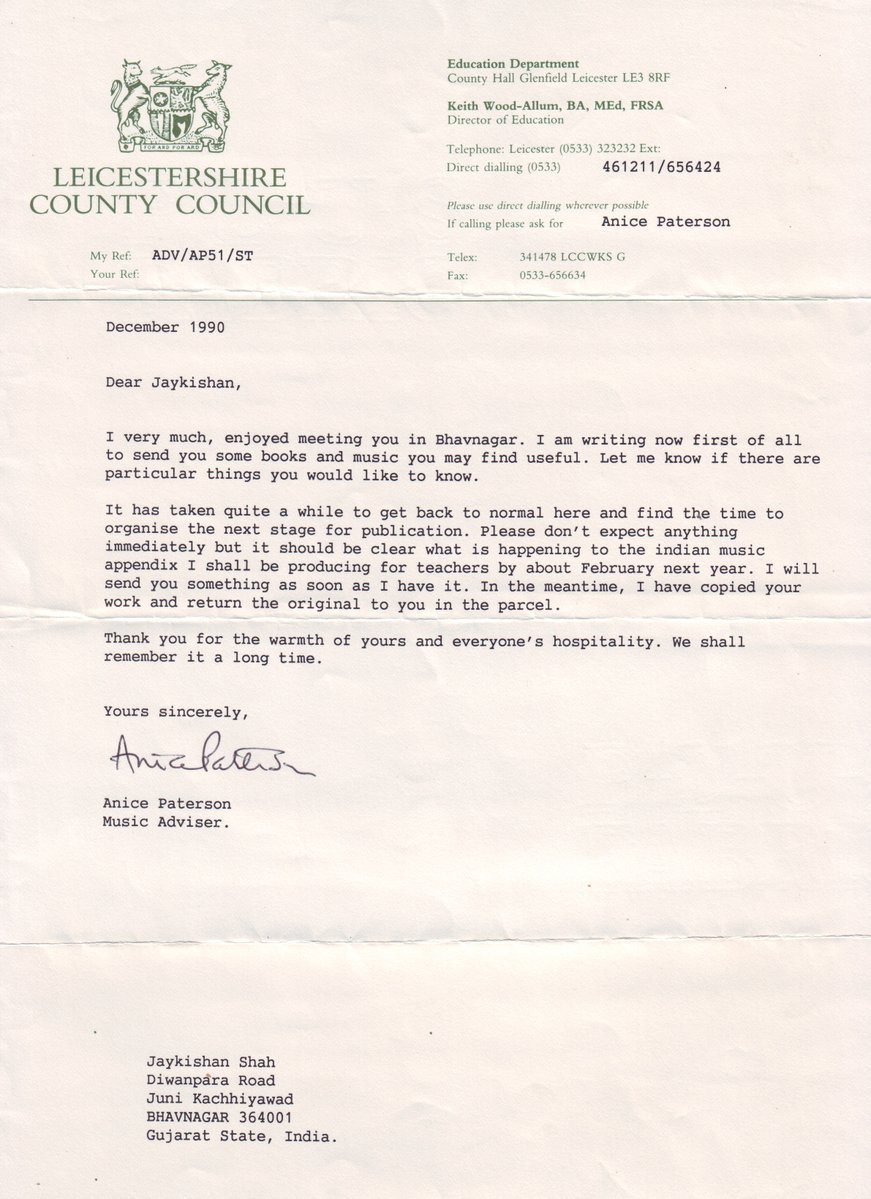 FOR'ARD FOR'ARD
LEICESTERSHIRE
COUNTY COUNCIL
My Ref: ADV/AP51/ST
Your Ref:
Education Department
County Hall Glenfield Leicester LE3 8RF
Keith Wood-Allum, BA, MEd, FRSA
Director of Education
Telephone: Leicester (0533) 323232 Ext:
Direct dialling (0533) 461211/656424
Please use direct dialling wherever possible
If calling please ask for Anice Paterson
Telex: 341478 LCCWKS G
Fax: 0533-656634
December 1990
Dear Jaykishan,
I very much, enjoyed meeting you in Bhavnagar. I am writing now first of all
to send you some books and music you may find useful. Let me know if there are
particular things you would like to know.
It has taken quite a while to get back to normal here and find the time to
organise the next stage for publication. Please don't expect anything
immediately but it should be clear what is happening to the indian music
appendix I shall be producing for teachers by about February next year. I will
send you something as soon as I have it. In the meantime, I have copied your
work and return the original to you in the parcel.
Thank you for the warmth of yours and everyone's hospitality. We shall
remember it a long time.
Yours sincerely,
Anice Paterson
Anice Paterson
Music Adviser.
Jaykishan Shah
Diwanpara Road
Juni Kachhiyawad
BHAVNAGAR 364001
Gujarat State, India.